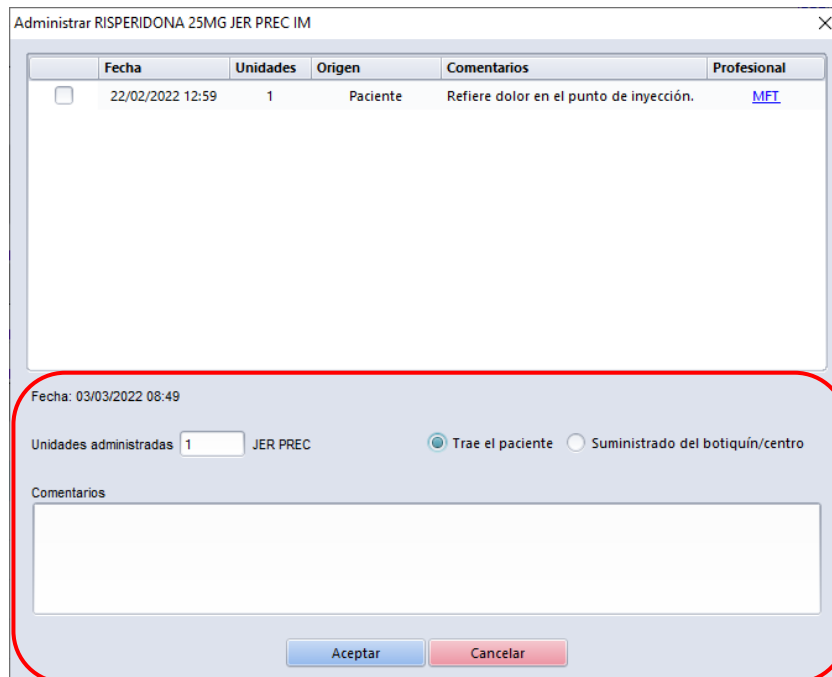 Administrar RISPERIDONA 25MG JER PREC IM
Fecha Unidades Origen Comentarios Profesional
22/02/2022 12:59 1 Paciente Refiere dolor en el punto de inyección. MFT
Fecha: 03/03/2022 08:49
Unidades administradas 1 JER PREC Trae el paciente Suministrado del botiquín/centro
Comentarios
Aceptar Cancelar